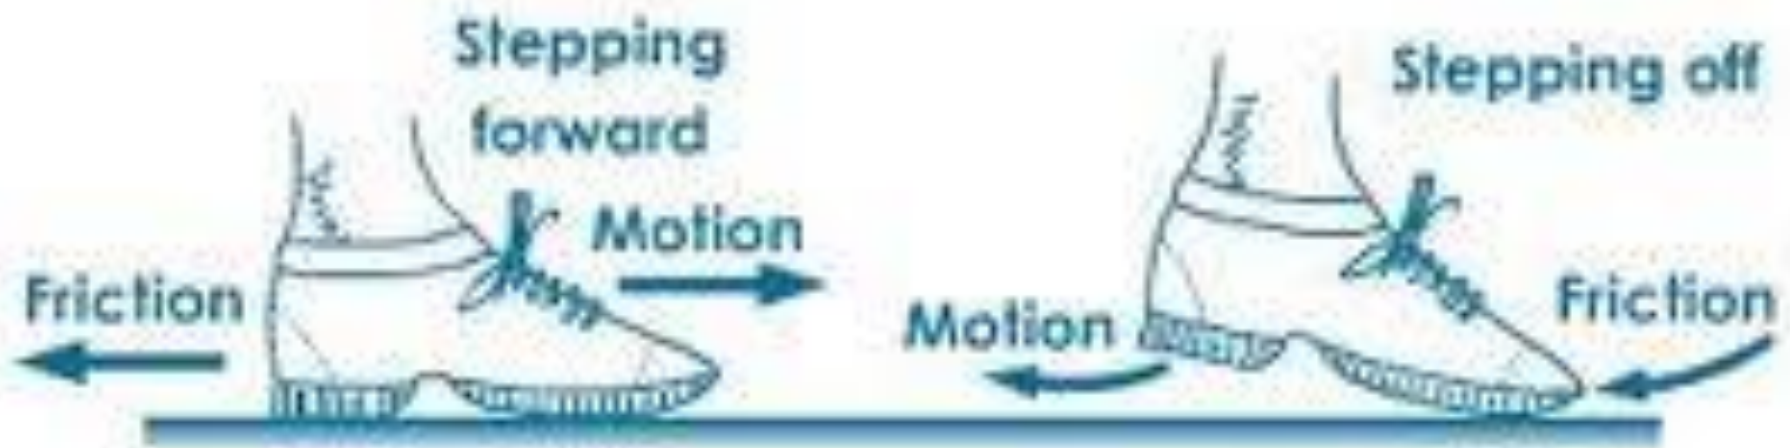 Stepping
forward
Motion
Friction
Stepping off
Friction
Motion